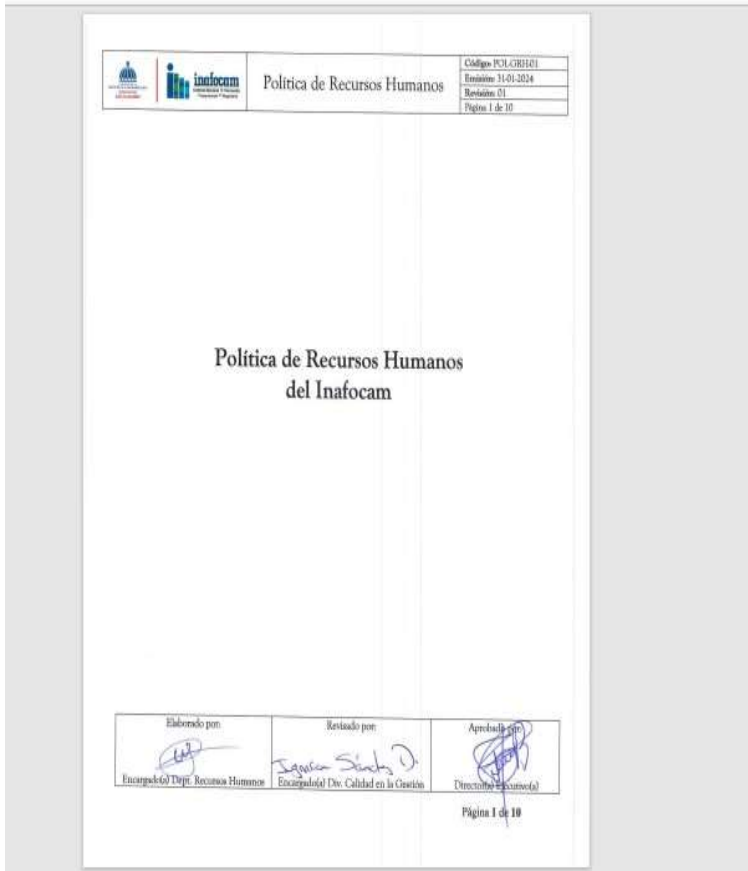 inafocam
Política de Recursos Humanos
Código: POL-GRH-01
Emisión: 31-01-2024
Revisión: 01
Página 1 de 10
Política de Recursos Humanos
del Inafocam
Elaborado por:
Revisado por:
Aprobado por:
Ignacio Sánchez D.
Encargado(a) Dept. Recursos Humanos
Encargado(a) Div. Calidad en la Gestión
Director(a) Ejecutivo(a)
Página 1 de 10